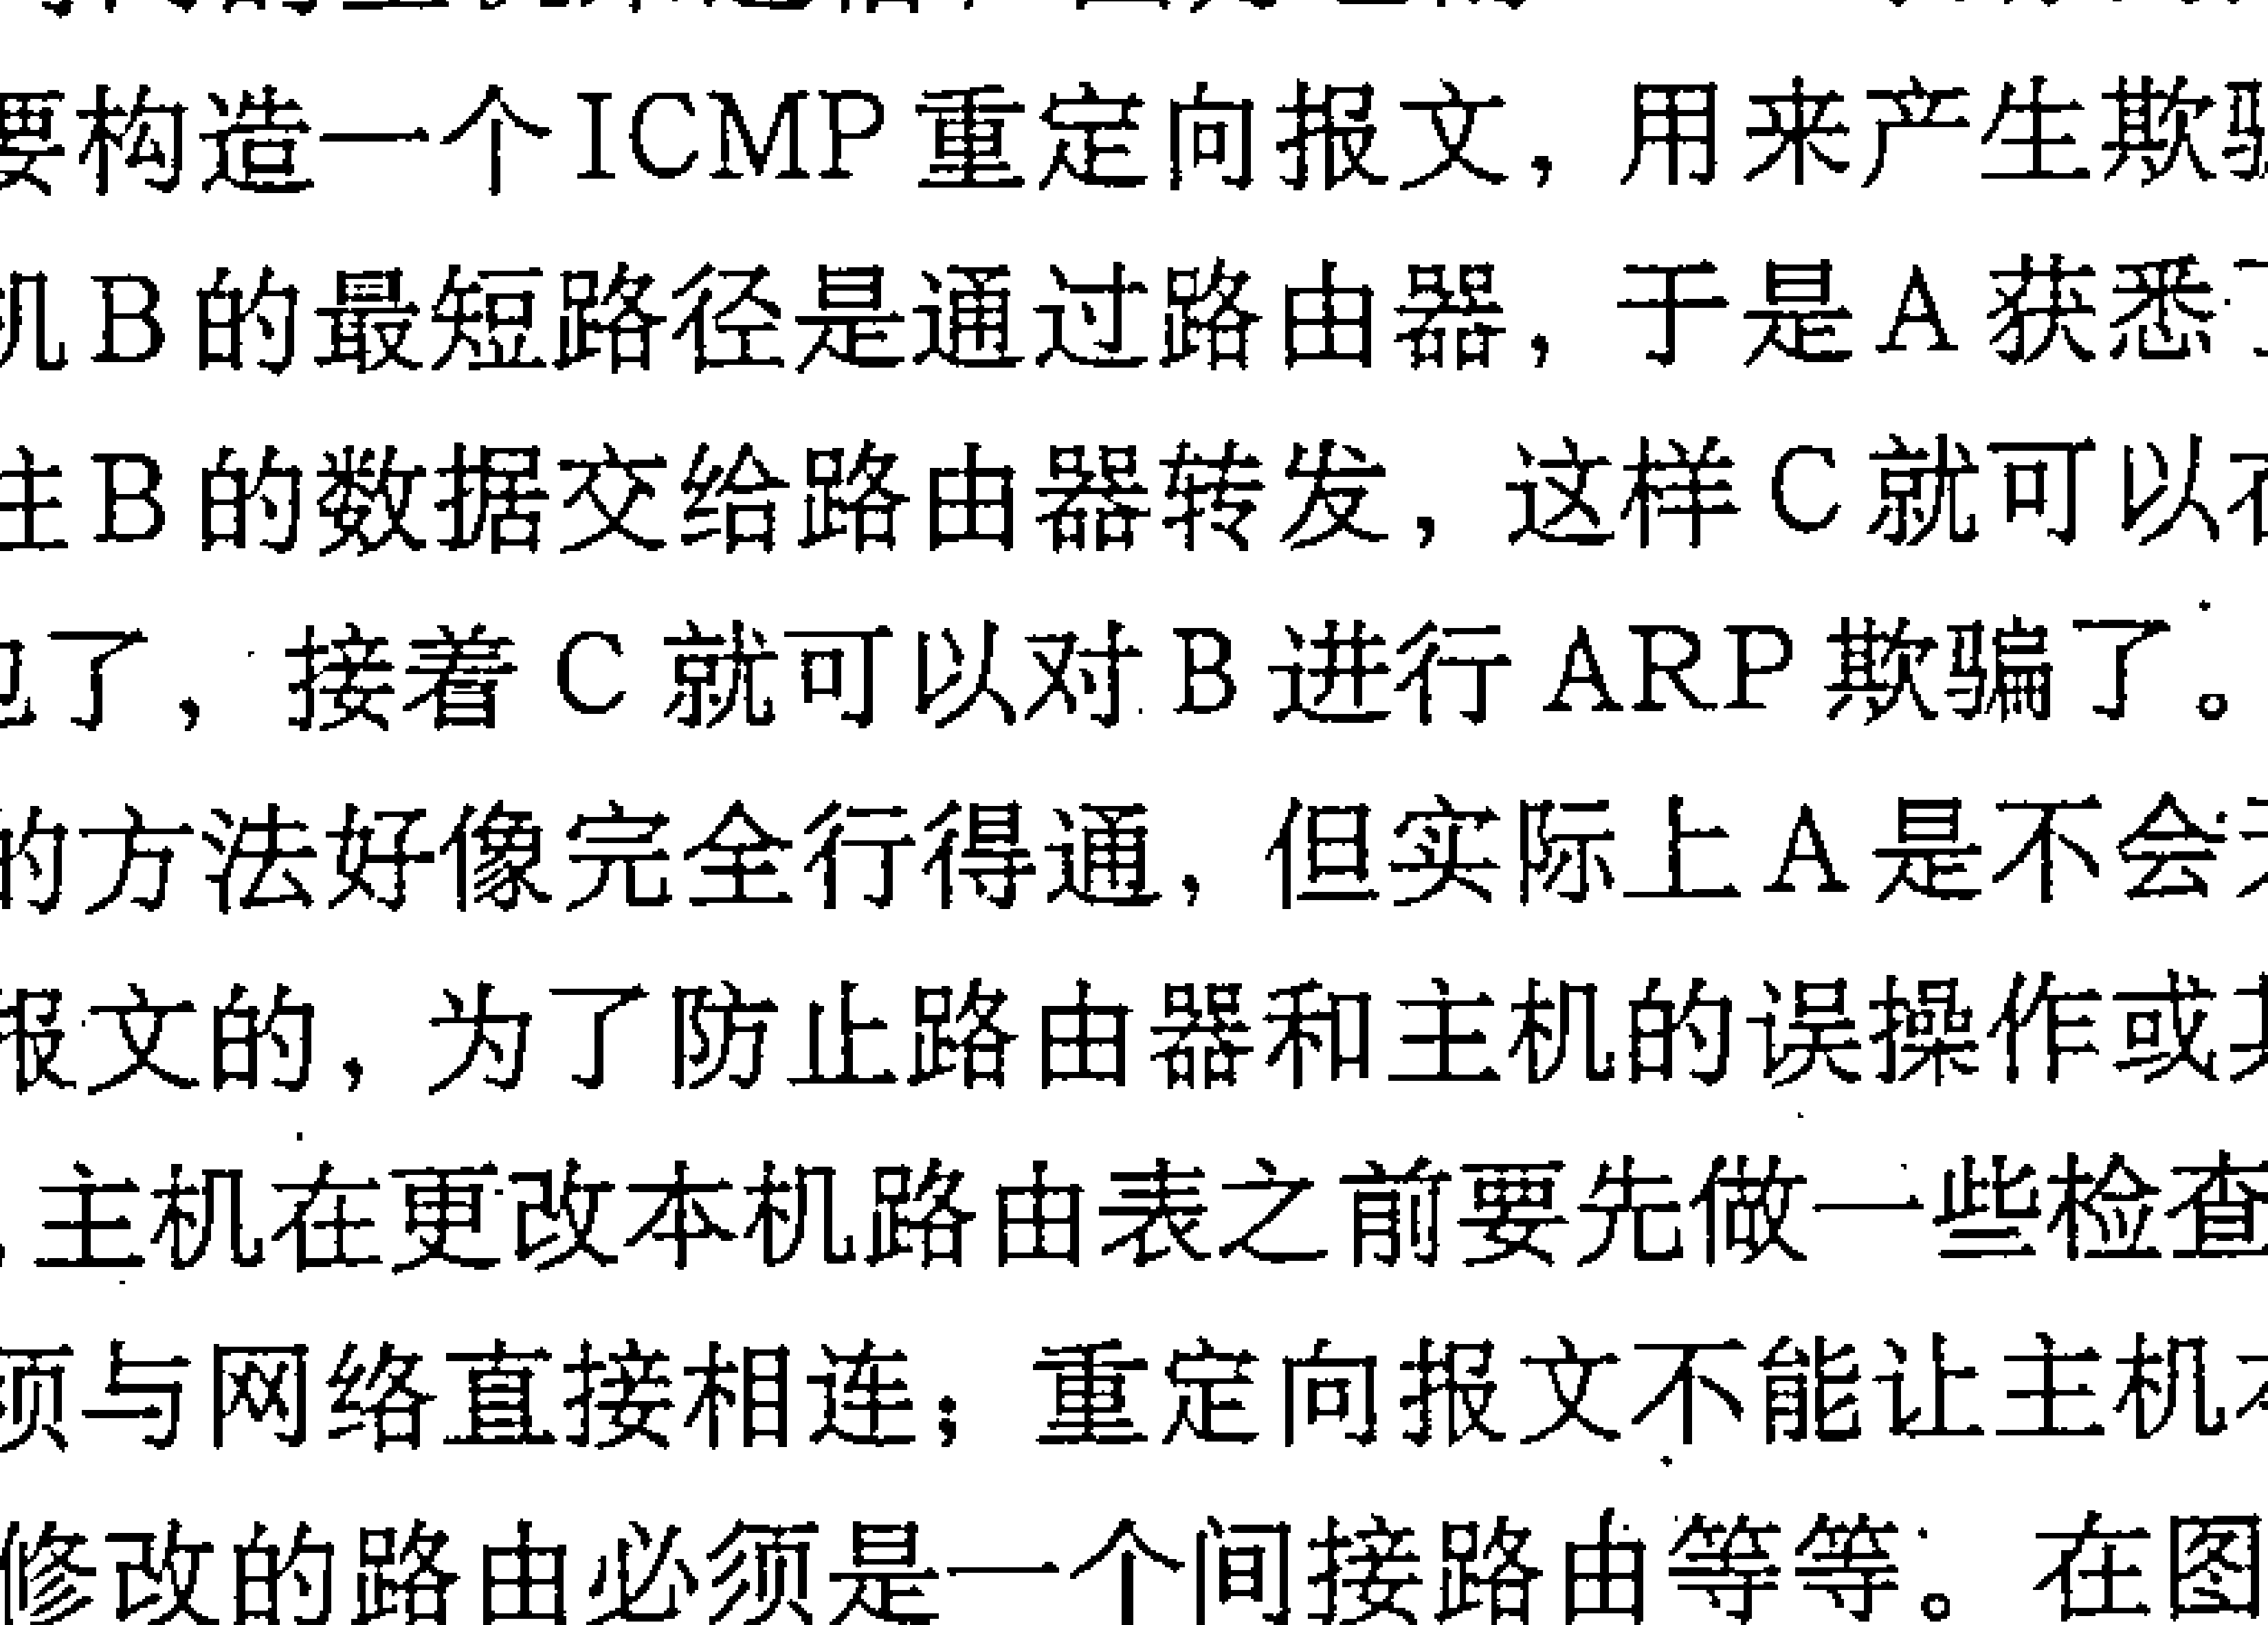 要构造一个ICMP重定向报文，用来产生欺骗
机B的最短路径是通过路由器，于是A获悉了
主B的数据交给路由器转发，这样C就可以在
包了，接着C就可以对B进行ARP欺骗了。
的方法好像完全行得通，但实际上A是不会
报文的，为了防止路由器和主机的误操作或
主机在更改本机路由表之前要先做一些检查
须与网络直接相连；重定向报文不能让主机
修改的路由必须是一个间接路由等等。在图